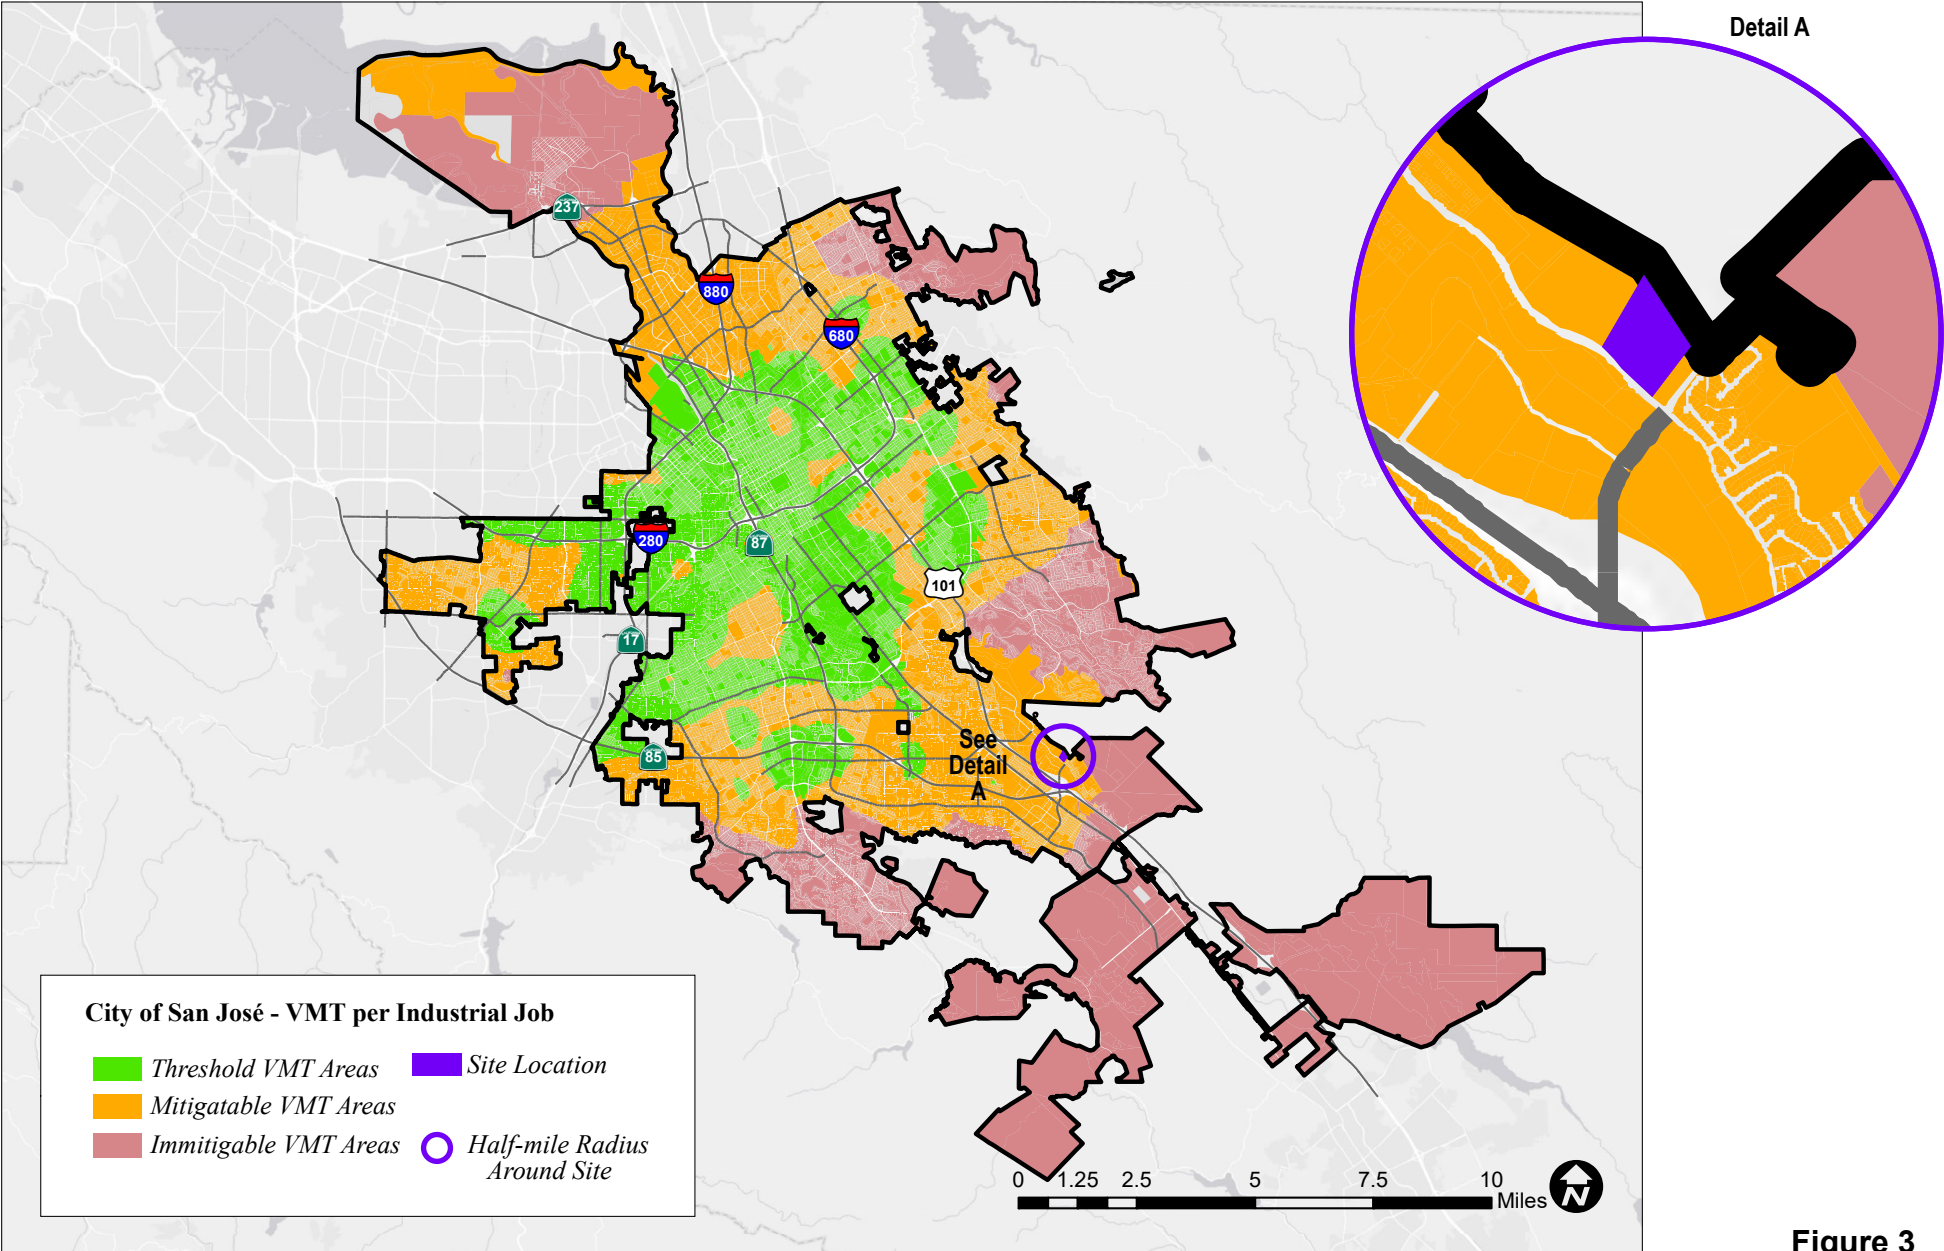 Detail A
237
880
680
280
87
101
17
85
See
Detail
A
City of San José - VMT per Industrial Job
Threshold VMT Areas
Site Location
Mitigatable VMT Areas
Immitigable VMT Areas
Half-mile Radius
Around Site
0 1.25 2.5 5 7.5 10
Miles
N
Figure 3